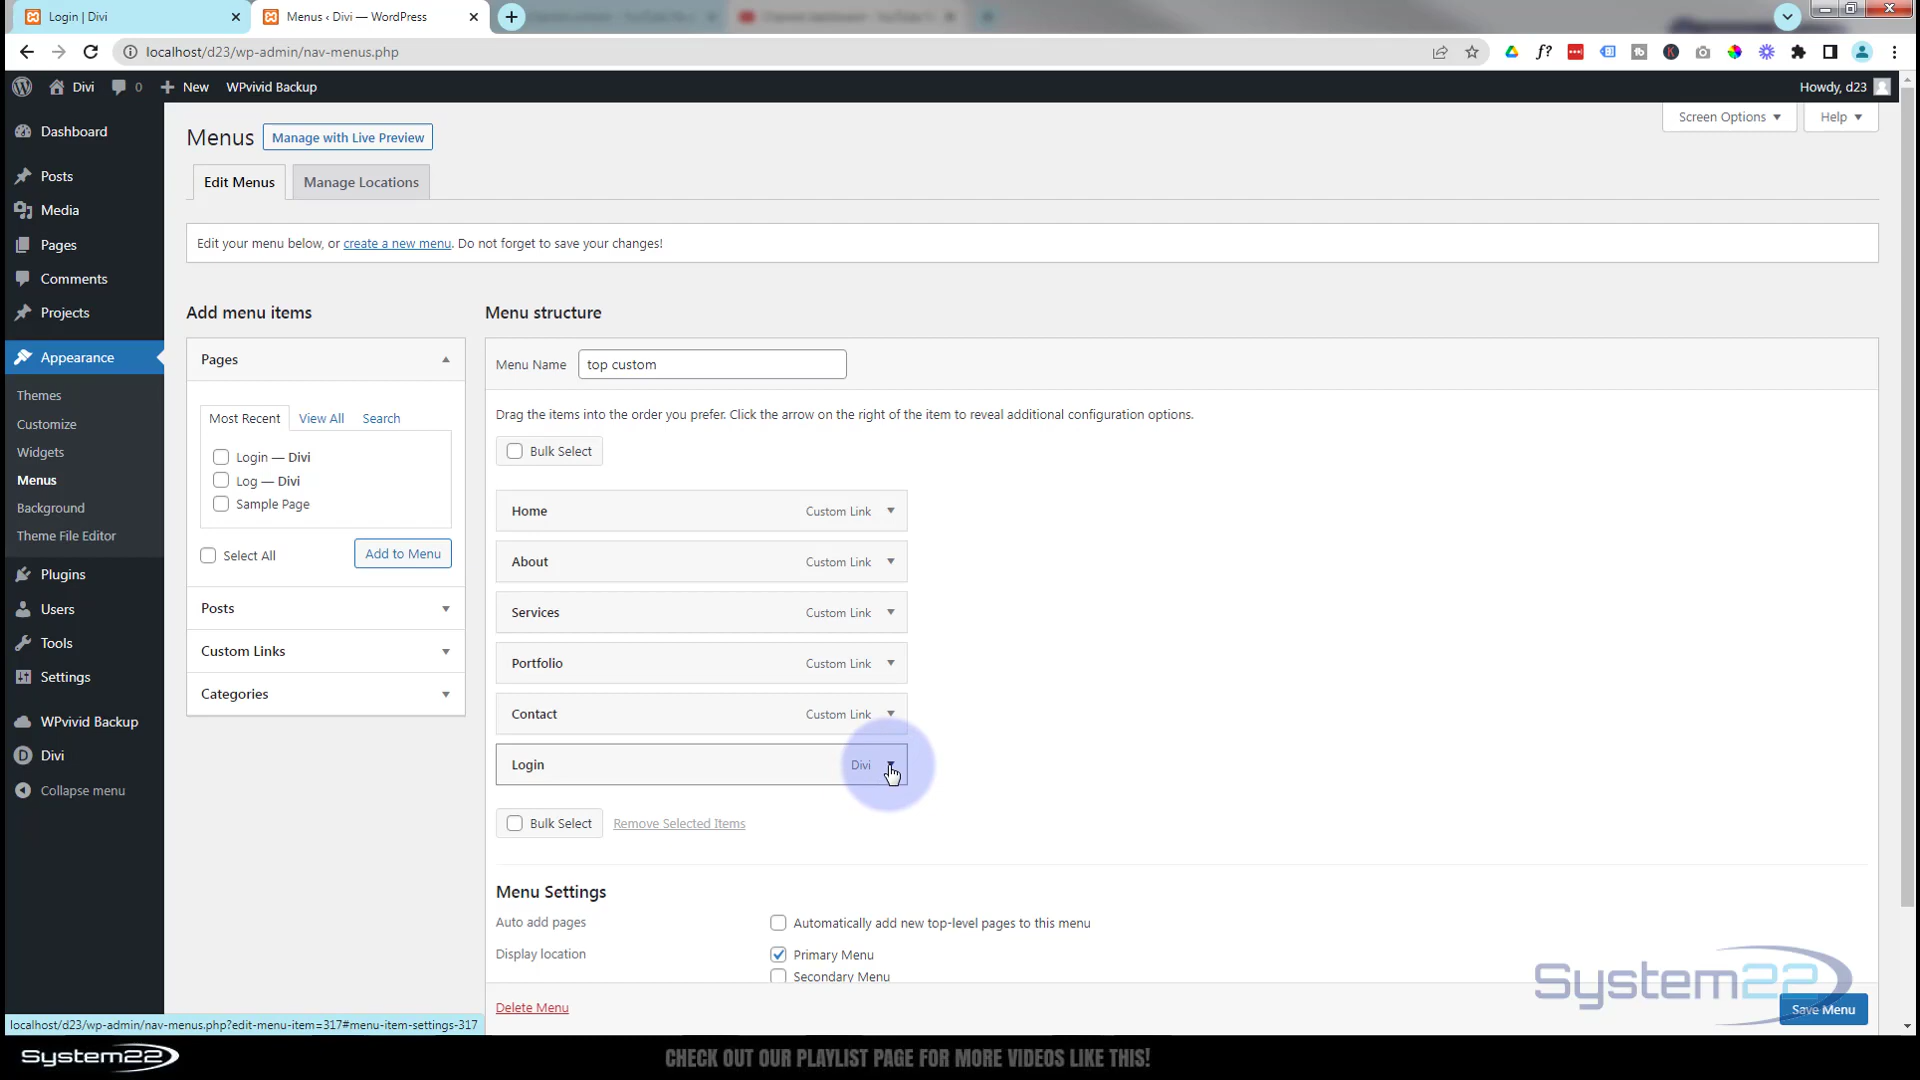 Login | Divi
Menus ‹ Divi — WordPress
localhost/d23/wp-admin/nav-menus.php
Divi
0
New
WPvivid Backup
Howdy, d23
Dashboard
Posts
Media
Pages
Comments
Projects
Appearance
Themes
Customize
Widgets
Menus
Background
Theme File Editor
Plugins
Users
Tools
Settings
WPvivid Backup
Divi
Collapse menu
Screen Options
Help
Menus
Manage with Live Preview
Edit Menus
Manage Locations
Edit your menu below, or create a new menu. Do not forget to save your changes!
Add menu items
Pages
Most Recent
View All
Search
Login — Divi
Log — Divi
Sample Page
Select All
Add to Menu
Posts
Custom Links
Categories
Menu structure
Menu Name
top custom
Drag the items into the order you prefer. Click the arrow on the right of the item to reveal additional configuration options.
Bulk Select
Home Custom Link
About Custom Link
Services Custom Link
Portfolio Custom Link
Contact Custom Link
Login Divi
Bulk Select
Remove Selected Items
Menu Settings
Auto add pages
Automatically add new top-level pages to this menu
Display location
Primary Menu
Secondary Menu
Delete Menu
Save Menu
System22
localhost/d23/wp-admin/nav-menus.php?edit-menu-item=317#menu-item-settings-317
System22
CHECK OUT OUR PLAYLIST PAGE FOR MORE VIDEOS LIKE THIS!